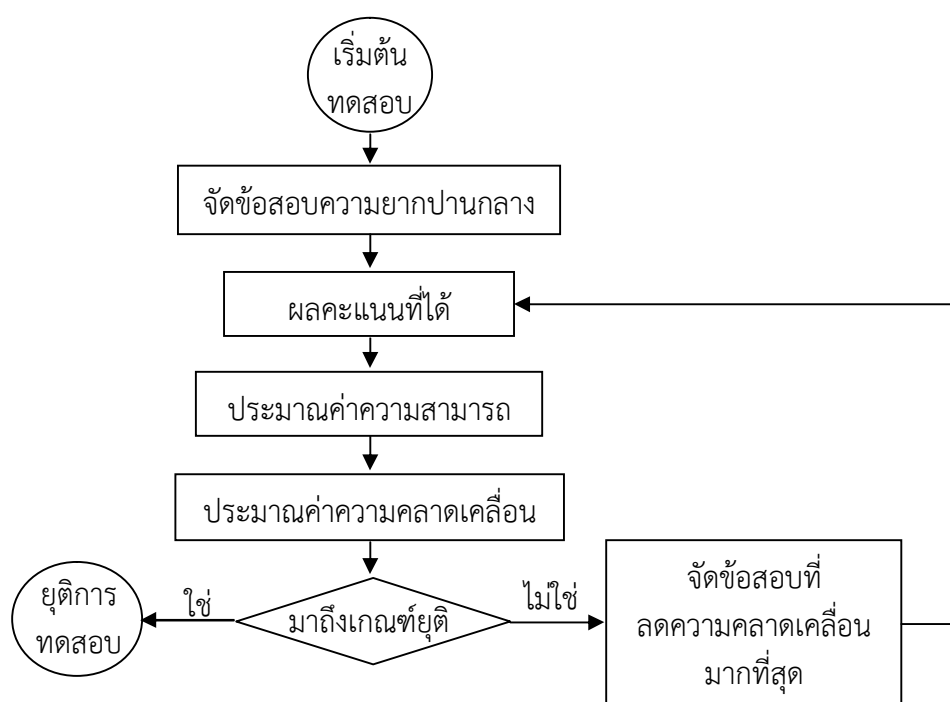 เริ่มต้น
ทดสอบ
จัดข้อสอบความยากปานกลาง
ผลคะแนนที่ได้
ประมาณค่าความสามารถ
ประมาณค่าความคลาดเคลื่อน
ยุติการ
ทดสอบ
ใช่
มาถึงเกณฑ์ยุติ
ไม่ใช่
จัดข้อสอบที่
ลดความคลาดเคลื่อน
มากที่สุด